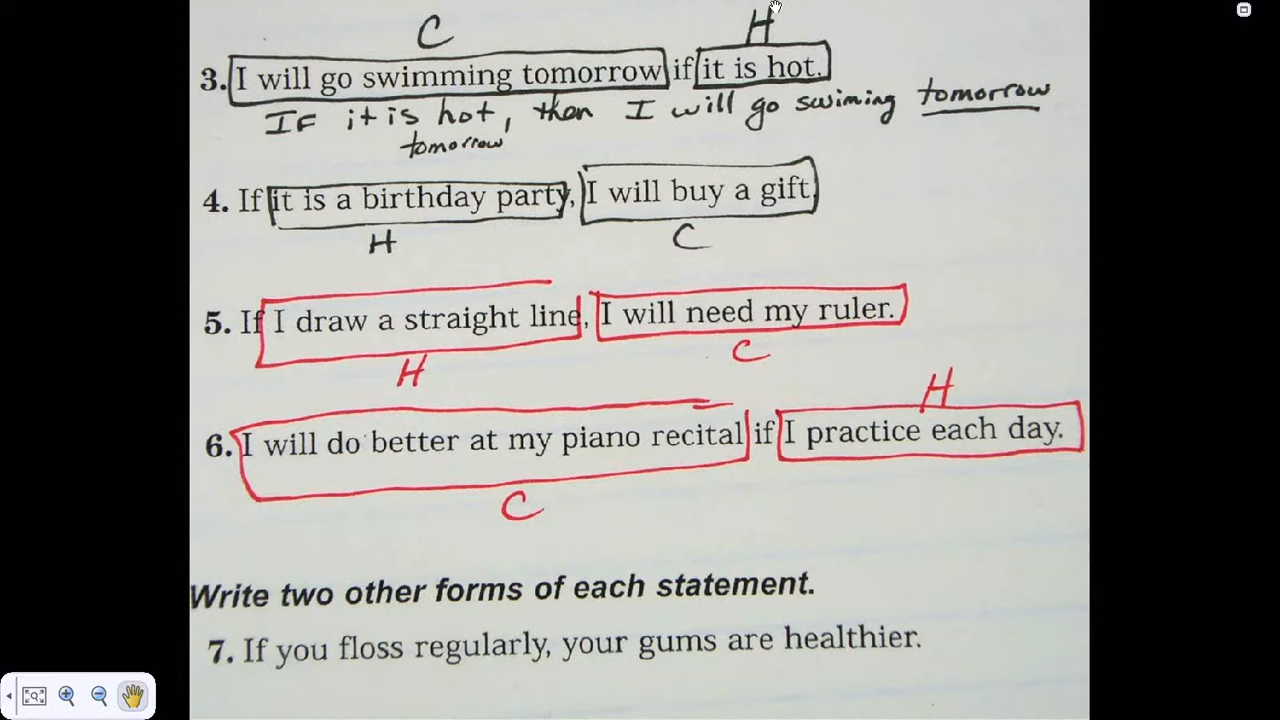 C H
3. I will go swimming tomorrow if it is hot.
IF it is hot, then I will go swiming tomorrow
tomorrow
4. If it is a birthday party, I will buy a gift.
H C
5. If I draw a straight line, I will need my ruler.
H C
H
6. I will do better at my piano recital if I practice each day.
C
Write two other forms of each statement.
7. If you floss regularly, your gums are healthier.